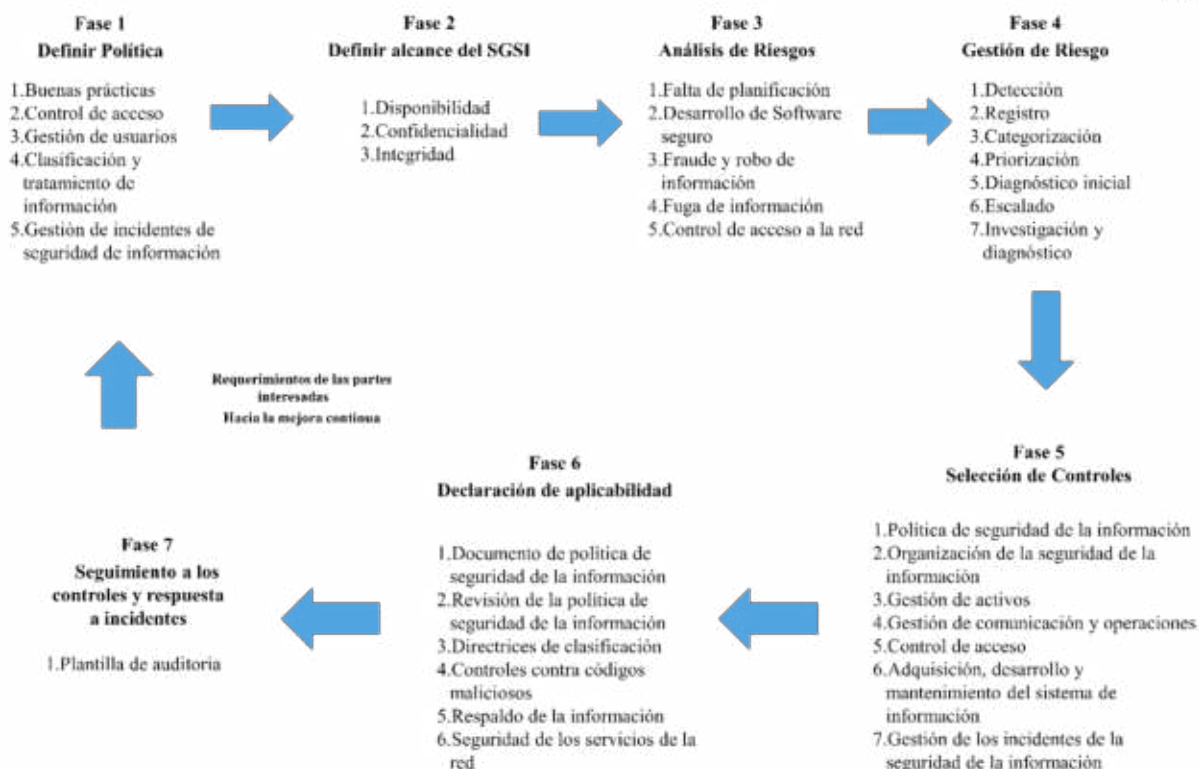 Fase 1
Definir Política
1.Buenas prácticas
2.Control de acceso
3.Gestión de usuarios
4.Clasificación y
tratamiento de
información
5.Gestión de incidentes de
seguridad de información
Fase 2
Definir alcance del SGSI
1.Disponibilidad
2.Confidencialidad
3.Integridad
Fase 3
Análisis de Riesgos
1.Falta de planificación
2.Desarrollo de Software
seguro
3.Fraude y robo de
información
4.Fuga de información
5.Control de acceso a la red
Fase 4
Gestión de Riesgo
1.Detección
2.Registro
3.Categorización
4.Priorización
5.Diagnóstico inicial
6.Escalado
7.Investigación y
diagnóstico
Requerimientos de las partes
interesadas
Hacia la mejora continua
Fase 5
Selección de Controles
1.Política de seguridad de la información
2.Organización de la seguridad de la
información
3.Gestión de activos
4.Gestión de comunicación y operaciones
5.Control de acceso
6.Adquisición, desarrollo y
mantenimiento del sistema de
información
7.Gestión de los incidentes de la
seguridad de la información
Fase 6
Declaración de aplicabilidad
1.Documento de política de
seguridad de la información
2.Revisión de la política de
seguridad de la información
3.Directrices de clasificación
4.Controles contra códigos
maliciosos
5.Respaldo de la información
6.Seguridad de los servicios de la
red
Fase 7
Seguimiento a los
controles y respuesta
a incidentes
1.Plantilla de auditoria